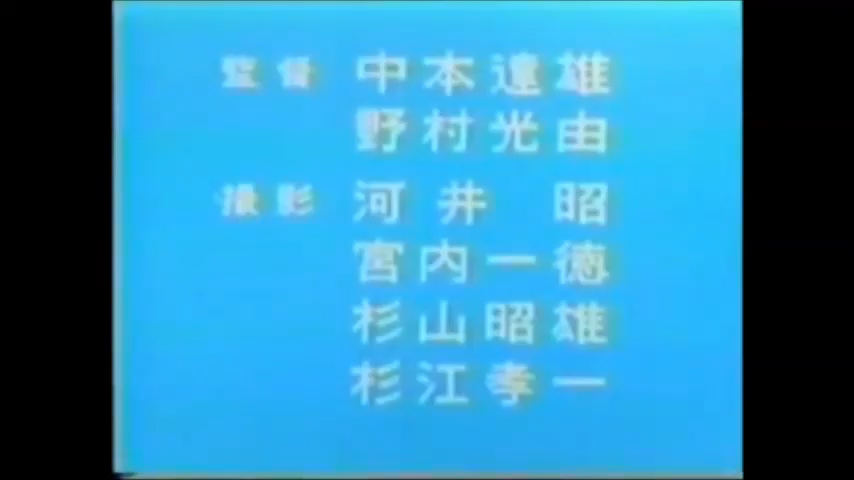 監督 中本達雄
野村光由
撮影 河井 昭
宮内一徳
杉山昭雄
杉江孝一